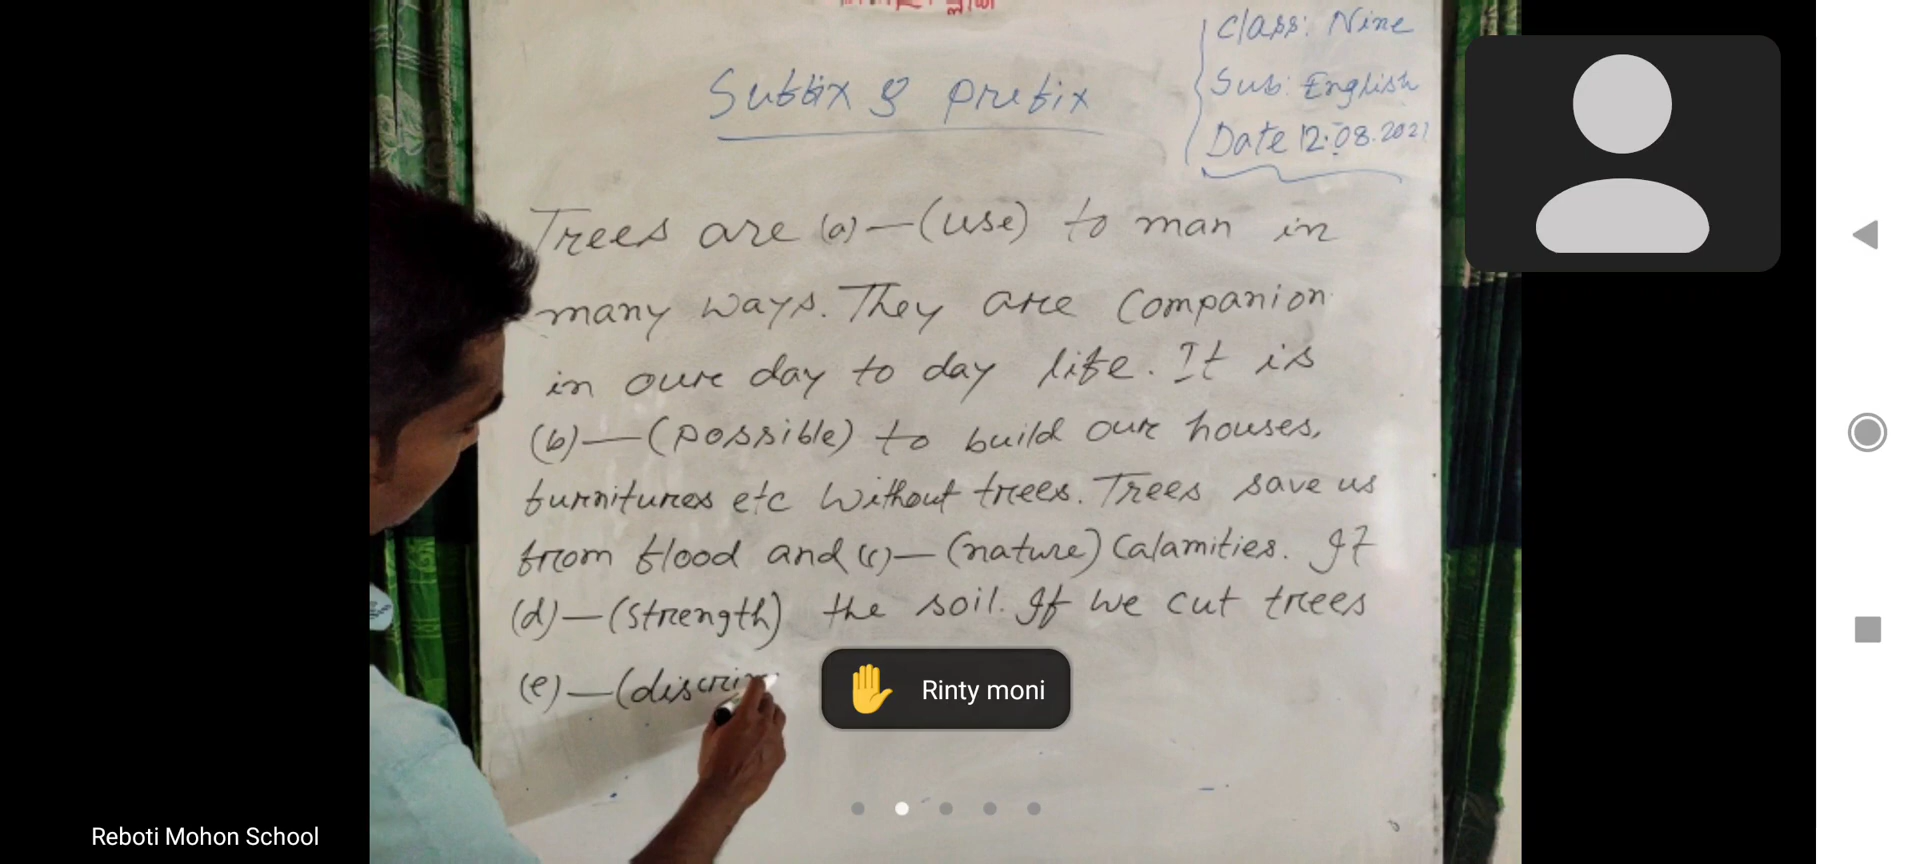 Suffix & prefix
Class: Nine
Sub: English
Date 12.08.2021
Trees are (a)—(use) to man in
many ways. They are companion
in our day to day life. It is
(b)—(possible) to build our houses,
furnitures etc without trees. Trees save us
from flood and (c)—(nature) calamities. It
(d)—(strength) the soil. If we cut trees
(e)—(discrim
Rinty moni
Reboti Mohon School